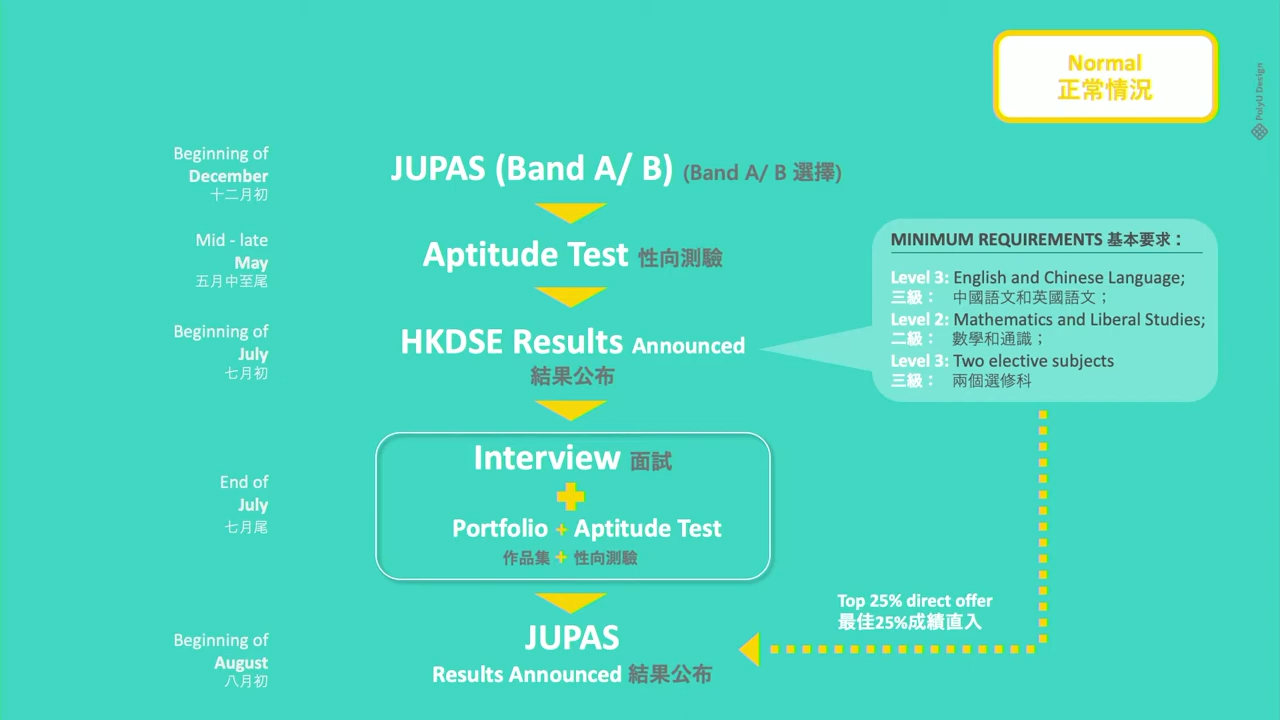 Normal
正常情況
PolyU Design
Beginning of
December
十二月初
JUPAS (Band A/ B) (Band A/ B 選擇)
Mid - late
May
五月中至尾
Aptitude Test 性向測驗
Beginning of
July
七月初
HKDSE Results Announced
結果公布
MINIMUM REQUIREMENTS 基本要求：
Level 3: English and Chinese Language;
三級： 中國語文和英國語文；
Level 2: Mathematics and Liberal Studies;
二級： 數學和通識；
Level 3: Two elective subjects
三級： 兩個選修科
End of
July
七月尾
Interview 面試
Portfolio + Aptitude Test
作品集 + 性向測驗
Top 25% direct offer
最佳25%成績直入
Beginning of
August
八月初
JUPAS
Results Announced 結果公布